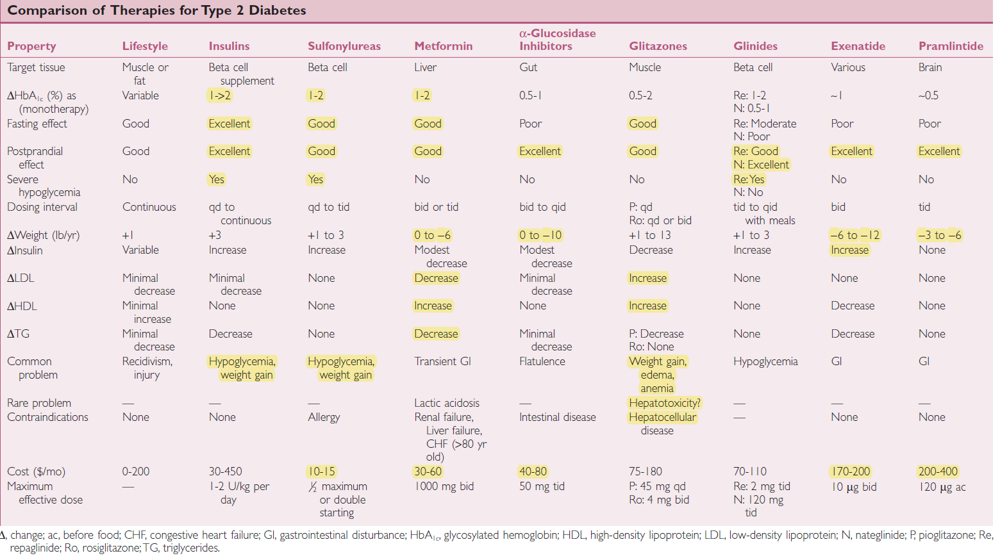 Comparison of Therapies for Type 2 Diabetes
α-Glucosidase
Property Lifestyle Insulins Sulfonylureas Metformin Inhibitors Glitazones Glinides Exenatide Pramlintide
Target tissue Muscle or Beta cell Beta cell Liver Gut Muscle Beta cell Various Brain
fat supplement
ΔHbA1c (%) as Variable 1->2 1-2 1-2 0.5-1 0.5-2 Re: 1-2 ~1 ~0.5
(monotherapy) N: 0.5-1
Fasting effect Good Excellent Good Good Poor Good Re: Moderate Poor Poor
N: Poor
Postprandial Good Excellent Good Good Excellent Good Re: Good Excellent Excellent
effect N: Excellent
Severe No Yes Yes No No No Re: Yes No No
hypoglycemia N: No
Dosing interval Continuous qd to qd to tid bid or tid bid to qid P: qd tid to qid bid tid
continuous Ro: qd or bid with meals
ΔWeight (lb/yr) +1 +3 +1 to 3 0 to −6 0 to −10 +1 to 13 +1 to 3 −6 to −12 −3 to −6
ΔInsulin Variable Increase Increase Modest Modest Decrease Increase Increase None
decrease decrease
ΔLDL Minimal Minimal None Decrease Minimal Increase None None None
decrease decrease decrease
ΔHDL Minimal None None Increase None Increase None Decrease None
increase
ΔTG Minimal Decrease None Decrease Minimal P: Decrease None Decrease None
decrease decrease Ro: None
Common Recidivism, Hypoglycemia, Hypoglycemia, Transient GI Flatulence Weight gain, Hypoglycemia GI GI
problem injury weight gain weight gain edema,
anemia
Rare problem — — — Lactic acidosis — Hepatotoxicity? — — —
Contraindications None None Allergy Renal failure, Intestinal disease Hepatocellular — None None
Liver failure, disease
CHF (>80 yr
old)
Cost ($/mo) 0-200 30-450 10-15 30-60 40-80 75-180 70-110 170-200 200-400
Maximum — 1-2 U/kg per ½ maximum 1000 mg bid 50 mg tid P: 45 mg qd Re: 2 mg tid 10 μg bid 120 μg ac
effective dose day or double Ro: 4 mg bid N: 120 mg
starting tid
Δ, change; ac, before food; CHF, congestive heart failure; GI, gastrointestinal disturbance; HbA1c, glycosylated hemoglobin; HDL, high-density lipoprotein; LDL, low-density lipoprotein; N, nateglinide; P, pioglitazone; Re,
repaglinide; Ro, rosiglitazone; TG, triglycerides.